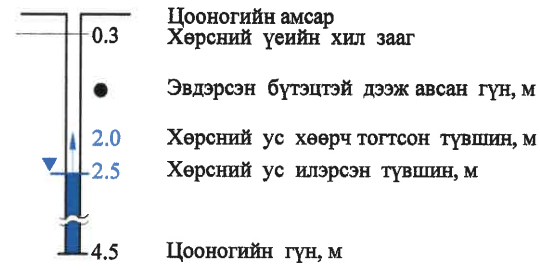 Цооногийн амсар
0.3 Хөрсний үеийн хил зааг
Эвдэрсэн бүтэцтэй дээж авсан гүн, м
2.0 Хөрсний ус хөөрч тогтсон түвшин, м
2.5 Хөрсний ус илэрсэн түвшин, м
4.5 Цооногийн гүн, м